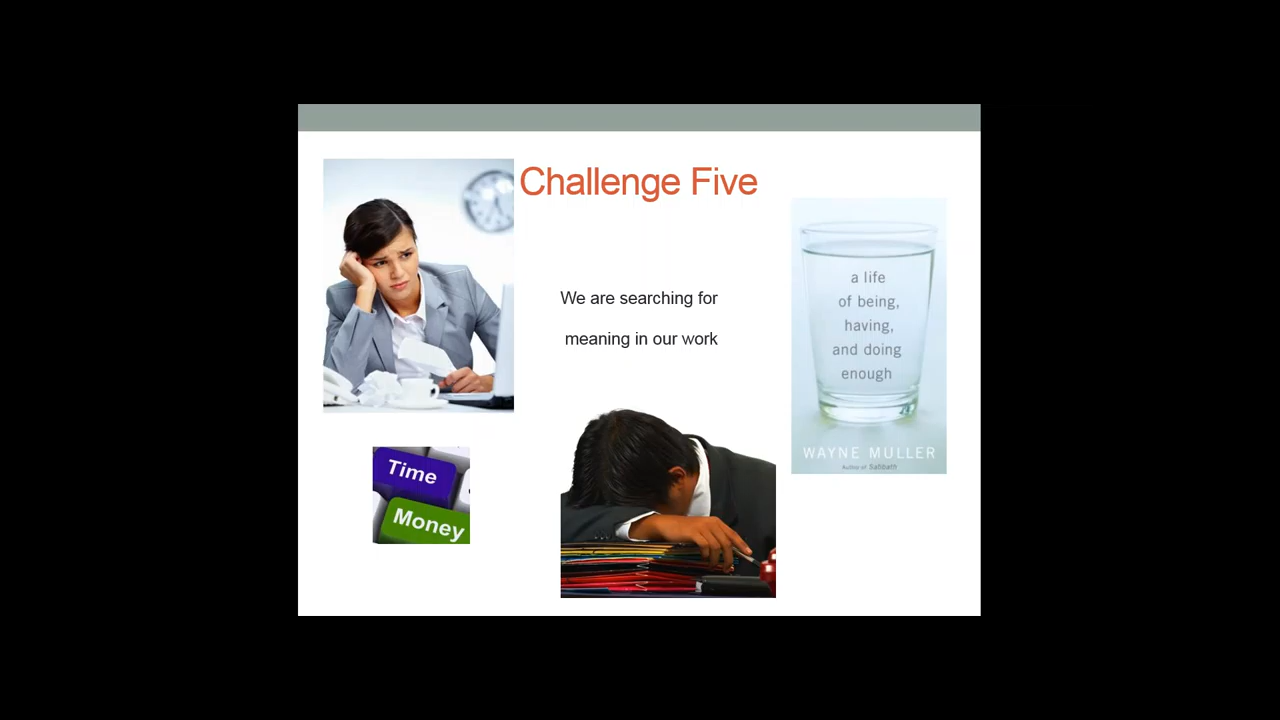 Challenge Five
We are searching for
meaning in our work
a life
of being,
having,
and doing
enough
WAYNE MULLER
Author of Sabbath
Time
Money